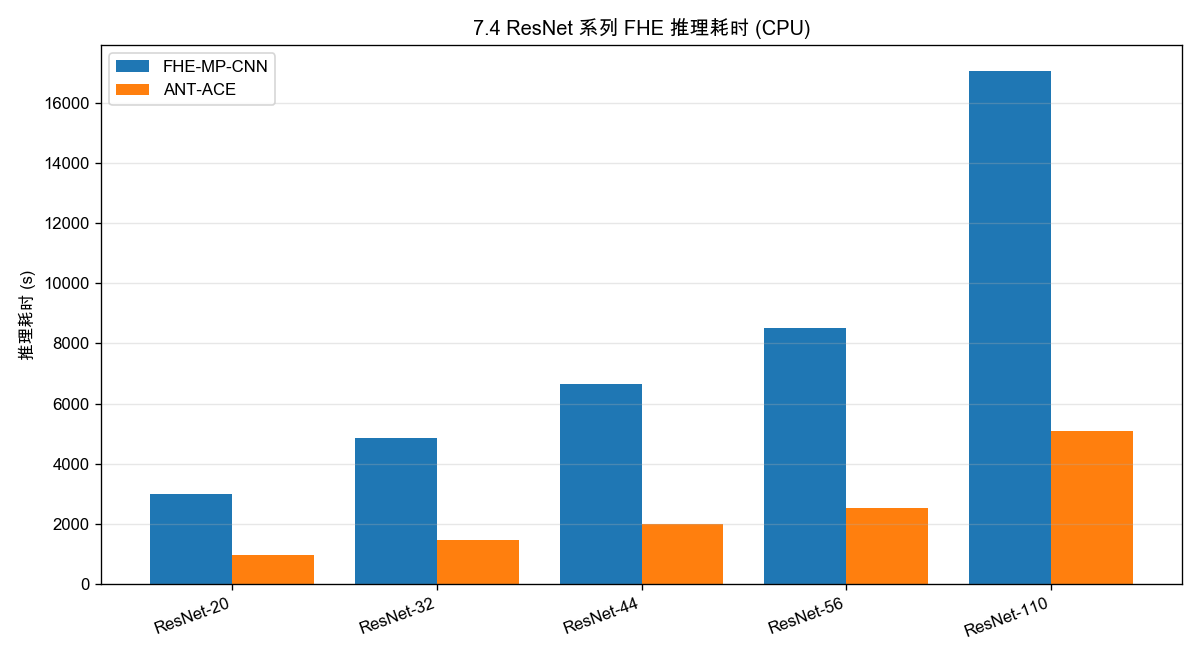 7.4 ResNet 系列 FHE 推理耗时 (CPU)
FHE-MP-CNN
ANT-ACE
推理耗时 (s)
16000
14000
12000
10000
8000
6000
4000
2000
0
ResNet-20
ResNet-32
ResNet-44
ResNet-56
ResNet-110